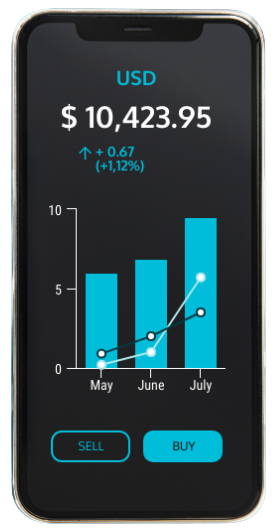 USD
$ 10,423.95
↑ + 0.67
(+1,12%)
10
5
0
May June July
SELL BUY